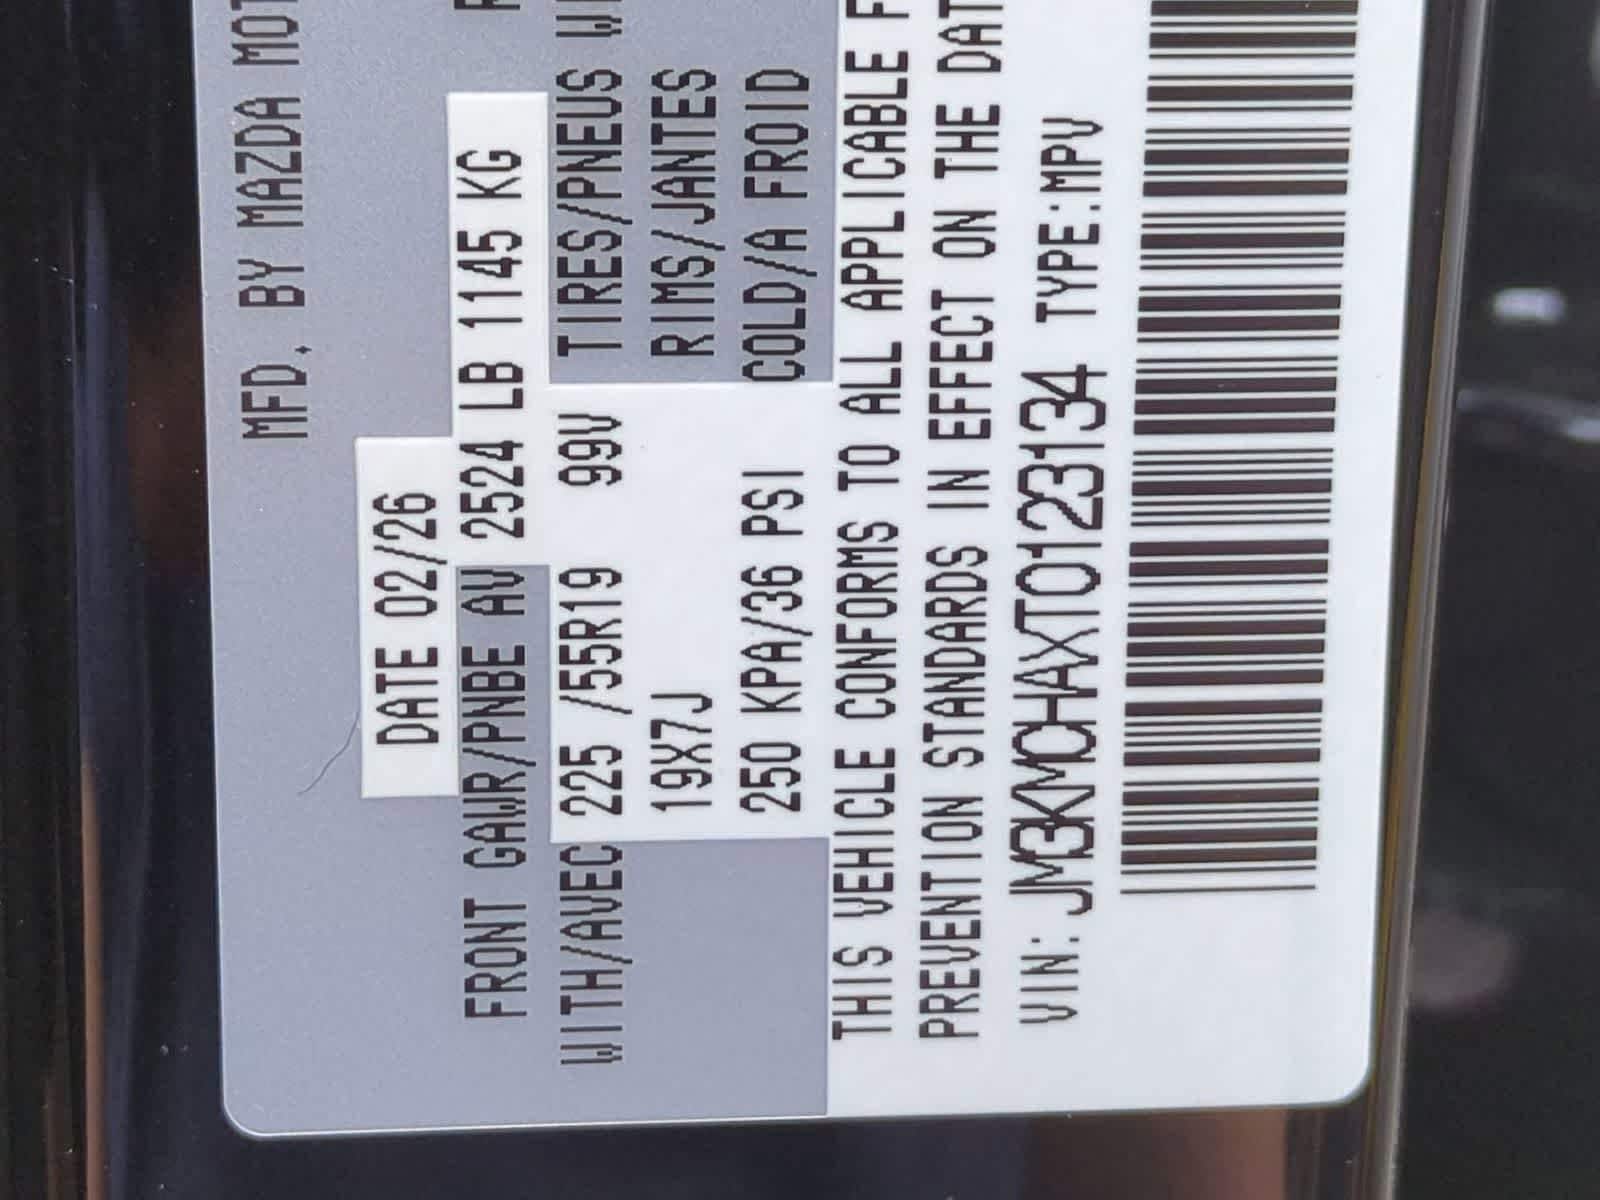 MFD. BY MAZDA MOT
DATE 02/26
FRONT GAWR/PNBE AV 2524 LB 1145 KG
WITH/AVEC 225 /55R19 99V TIRES/PNEUS
19X7J RIMS/JANTES
250 KPA/36 PSI COLD/A FROID
THIS VEHICLE CONFORMS TO ALL APPLICABLE F
PREVENTION STANDARDS IN EFFECT ON THE DAT
VIN: JM3KMCHAXT0123134 TYPE:MPV